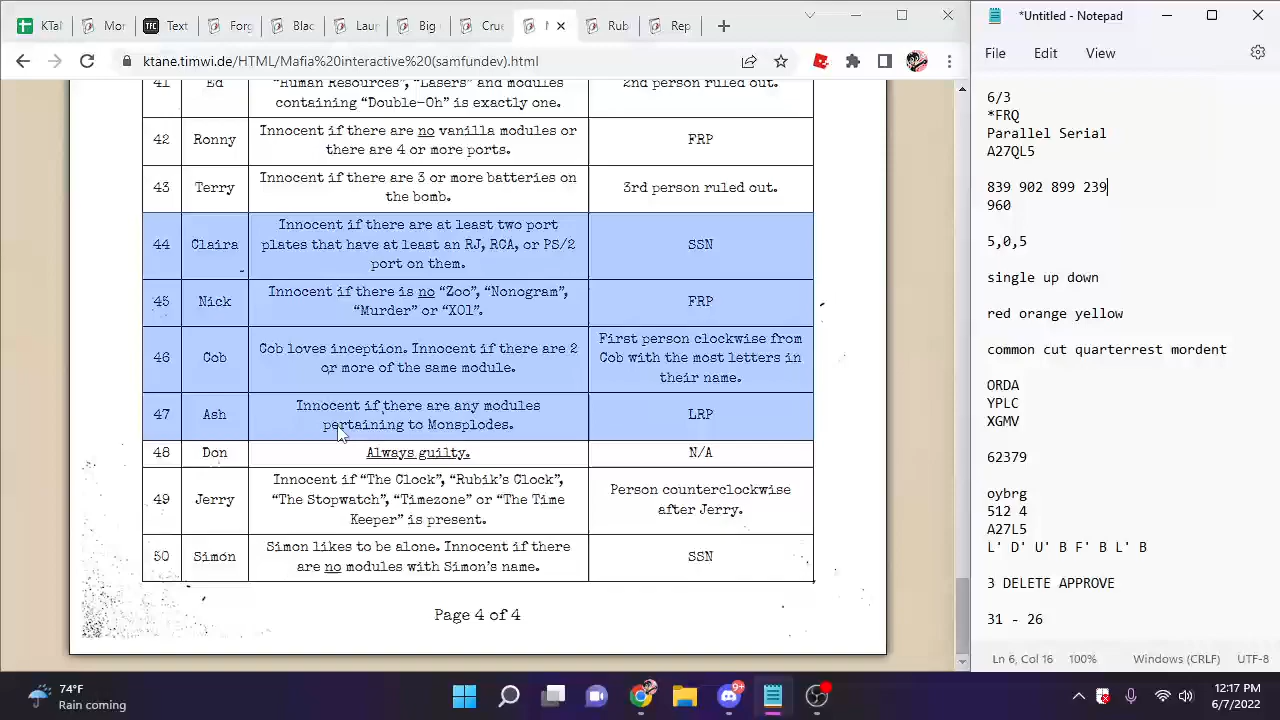 KTa
Mor
Text
Forg
Mafi
Laur
Big
Crue
Rub
Rep
*Untitled - Notepad
ktane.timwi.de/HTML/Mafia%20interactive%20(samfundev).html
File
Edit
View
41
Ed
"Human Resources", "Lasers" and modules
containing "Double-Oh" is exactly one.
2nd person ruled out.
42
Ronny
Innocent if there are no vanilla modules or
there are 4 or more ports.
FRP
43
Terry
Innocent if there are 3 or more batteries on
the bomb.
3rd person ruled out.
44
Claira
Innocent if there are at least two port
plates that have at least an RJ, RCA, or PS/2
port on them.
SSN
45
Nick
Innocent if there is no "Zoo", "Nonogram",
"Murder" or "X01".
FRP
46
Cob
Cob loves inception. Innocent if there are 2
or more of the same module.
First person clockwise from
Cob with the most letters in
their name.
47
Ash
Innocent if there are any modules
pertaining to Monsplodes.
LRP
48
Don
Always guilty.
N/A
49
Jerry
Innocent if "The Clock", "Rubik's Clock",
"The Stopwatch", "Timezone" or "The Time
Keeper" is present.
Person counterclockwise
after Jerry.
50
Simon
Simon likes to be alone. Innocent if there
are no modules with Simon's name.
SSN
Page 4 of 4
6/3
*FRQ
Parallel Serial
A27QL5
839 902 899 239
960
5,0,5
single up down
red orange yellow
common cut quarterrest mordent
ORDA
YPLC
XGMV
62379
oybrg
512 4
A27L5
L' D' U' B F' B L' B
3 DELETE APPROVE
31 - 26
Ln 6, Col 16
100%
Windows (CRLF)
UTF-8
74°F
Rain coming
12:17 PM
6/7/2022